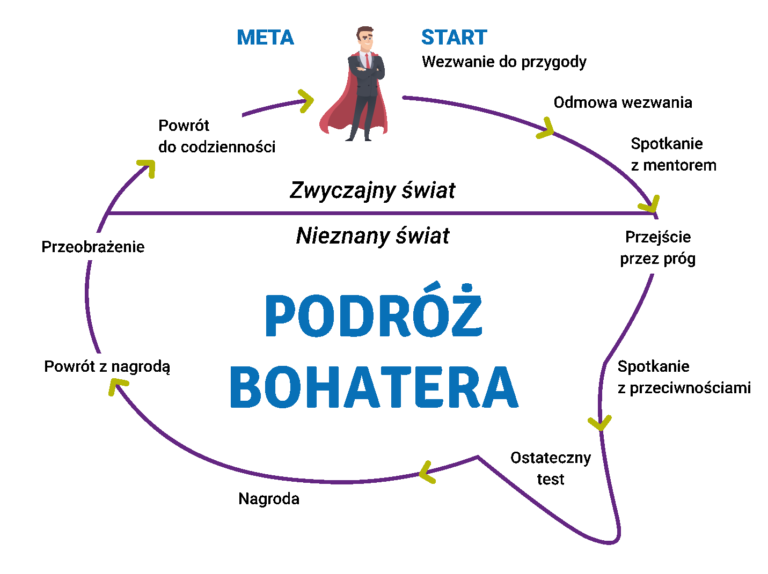 META
START
Wezwanie do przygody
Odmowa wezwania
Spotkanie
z mentorem
Powrót
do codzienności
Zwyczajny świat
Nieznany świat
Przejście
przez próg
Przeobrażenie
PODRÓŻ
BOHATERA
Powrót z nagrodą
Spotkanie
z przeciwnościami
Ostateczny
test
Nagroda